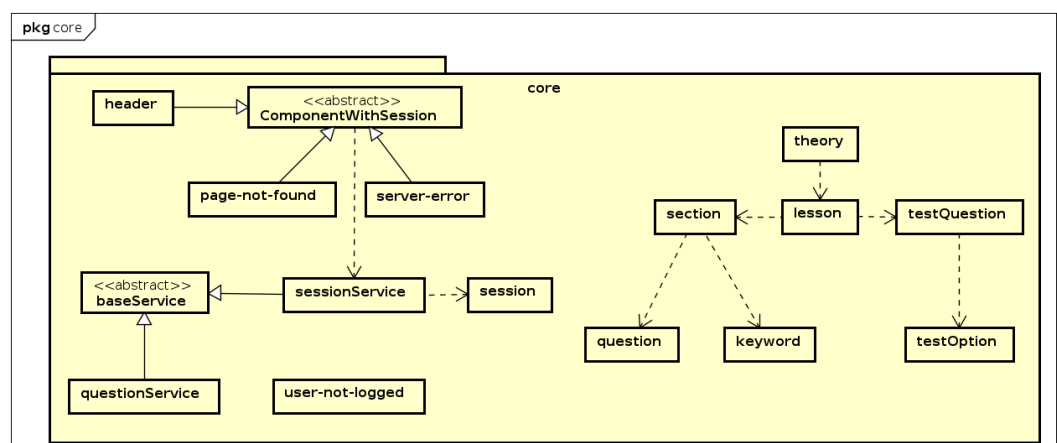 pkg core
core
header
<<abstract>>
ComponentWithSession
theory
page-not-found
server-error
section
lesson
testQuestion
<<abstract>>
baseService
sessionService
session
question
keyword
testOption
questionService
user-not-logged